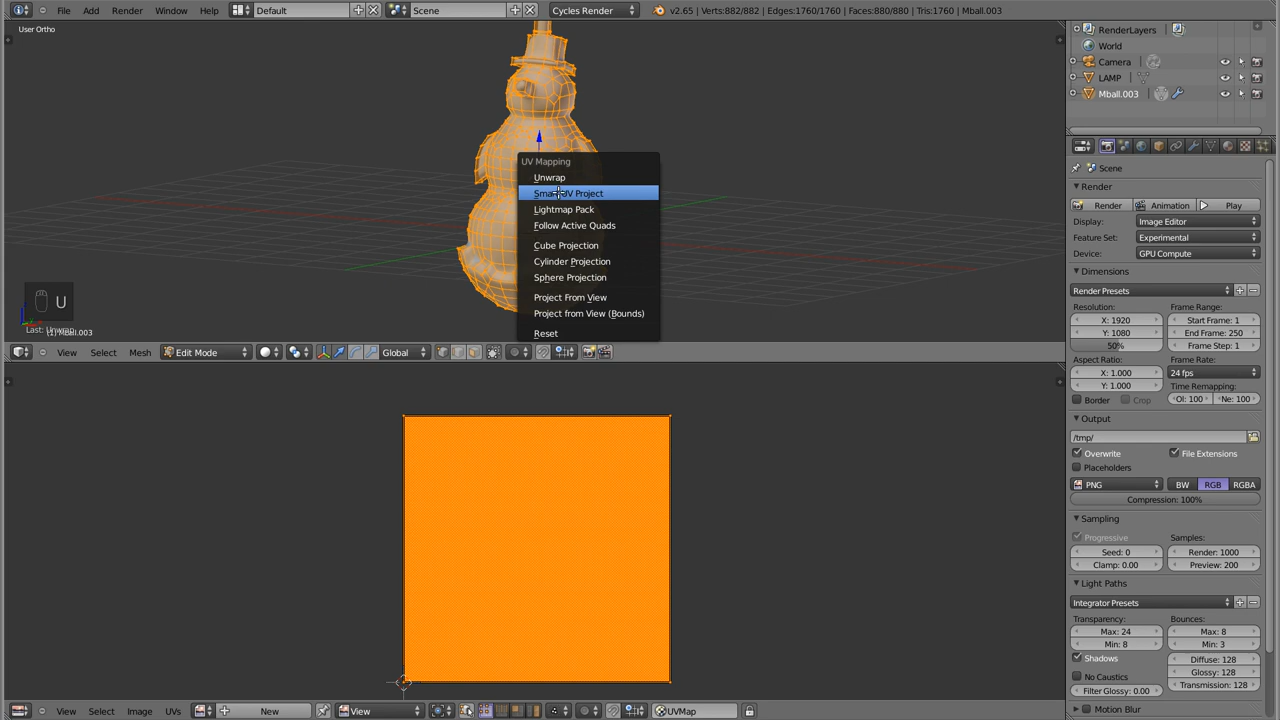 File Add Render Window Help Default Scene Cycles Render v2.65 | Verts:882/882 | Edges:1760/1760 | Faces:880/880 | Tris:1760 | Mball.003
User Ortho
RenderLayers
World
Camera
LAMP
Mball.003
UV Mapping
Unwrap
Smart UV Project
Lightmap Pack
Follow Active Quads
Cube Projection
Cylinder Projection
Sphere Projection
Project From View
Project from View (Bounds)
Reset
U
Last: Unwrap
(1) Mball.003
View Select Mesh Edit Mode Global
Scene
Render
Render Animation Play
Display: Image Editor
Feature Set: Experimental
Device: GPU Compute
Dimensions
Render Presets
Resolution: Frame Range:
X: 1920 Start Frame: 1
Y: 1080 End Frame: 250
50% Frame Step: 1
Aspect Ratio: Frame Rate:
X: 1.000 24 fps
Y: 1.000 Time Remapping:
Border Crop Ol: 100 Ne: 100
Output
/tmp/
Overwrite File Extensions
Placeholders
PNG BW RGB RGBA
Compression: 100%
Sampling
Progressive Samples:
Seed: 0 Render: 1000
Clamp: 0.00 Preview: 200
Light Paths
Integrator Presets
Transparency: Bounces:
Max: 24 Max: 8
Min: 8 Min: 3
Shadows Diffuse: 128
No Caustics Glossy: 128
Filter Glossy: 0.00 Transmission: 128
Motion Blur
View Select Image UVs New View UVMap